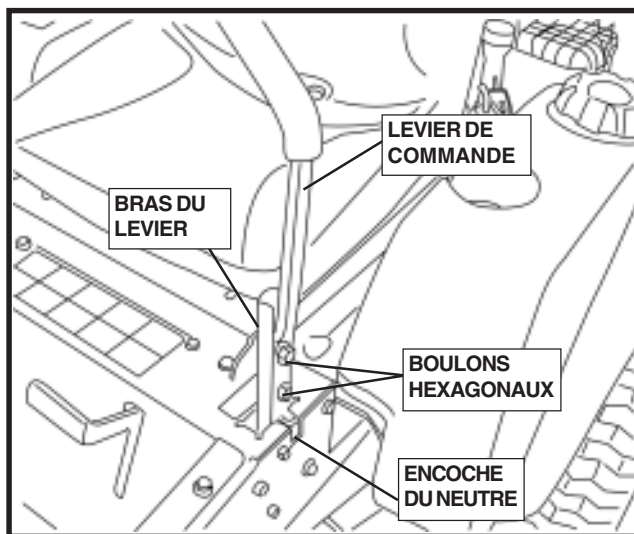 LEVIER DE
COMMANDE
BRAS DU
LEVIER
BOULONS
HEXAGONAUX
ENCOCHE
DU NEUTRE